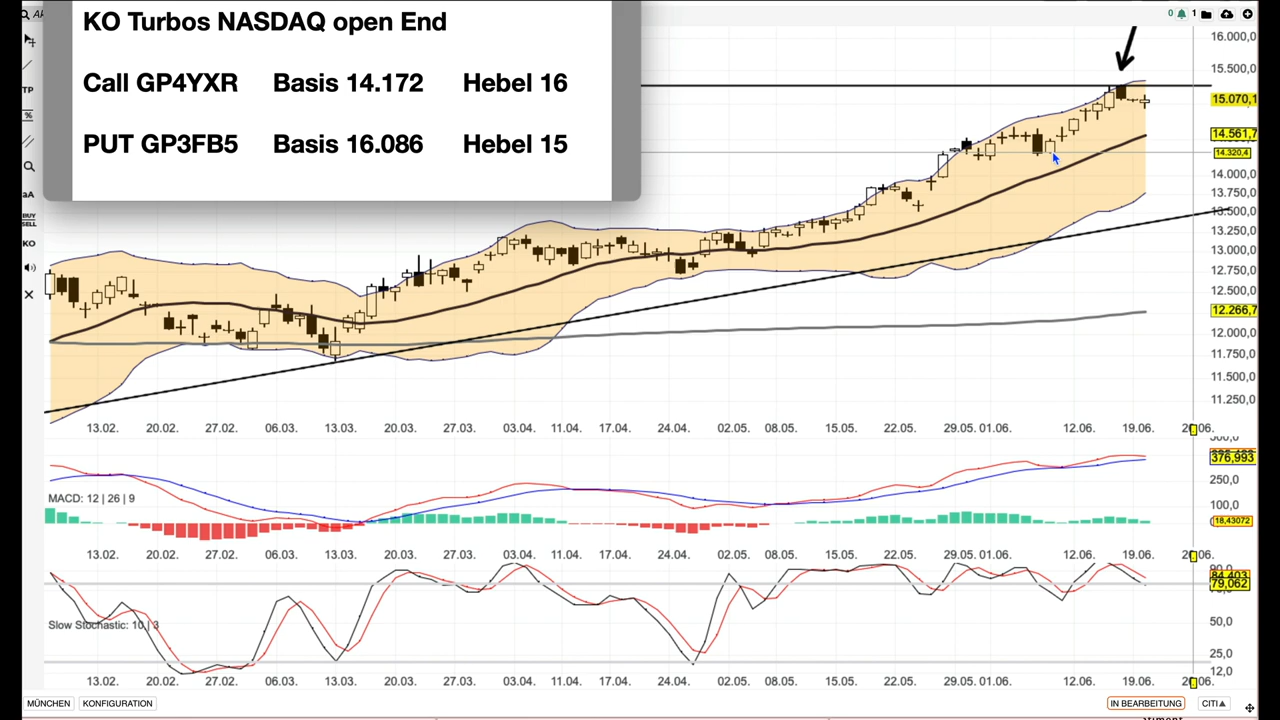 KO Turbos NASDAQ open End
Call GP4YXR Basis 14.172 Hebel 16
PUT GP3FB5 Basis 16.086 Hebel 15
TP
%
aA
BUY
SELL
KO
0 1
16.000,0
15.500,0
15.070,1
14.561,7
14.320,4
14.000,0
13.750,0
13.500,0
13.250,0
13.000,0
12.750,0
12.500,0
12.266,7
12.000,0
11.750,0
11.500,0
11.250,0
13.02. 20.02. 27.02. 06.03. 13.03. 20.03. 27.03. 03.04. 11.04. 17.04. 24.04. 02.05. 08.05. 15.05. 22.05. 29.05. 01.06. 12.06. 19.06.
376,993
250,0
MACD: 12 | 26 | 9
100,0
18,43072
13.02. 20.02. 27.02. 06.03. 13.03. 20.03. 27.03. 03.04. 11.04. 17.04. 24.04. 02.05. 08.05. 15.05. 22.05. 29.05. 01.06. 12.06. 19.06.
79,062
50,0
Slow Stochastic: 10 | 3
25,0
12,0
13.02. 20.02. 27.02. 06.03. 13.03. 20.03. 27.03. 03.04. 11.04. 17.04. 24.04. 02.05. 08.05. 15.05. 22.05. 29.05. 01.06. 12.06. 19.06.
MÜNCHEN KONFIGURATION IN BEARBEITUNG CITI